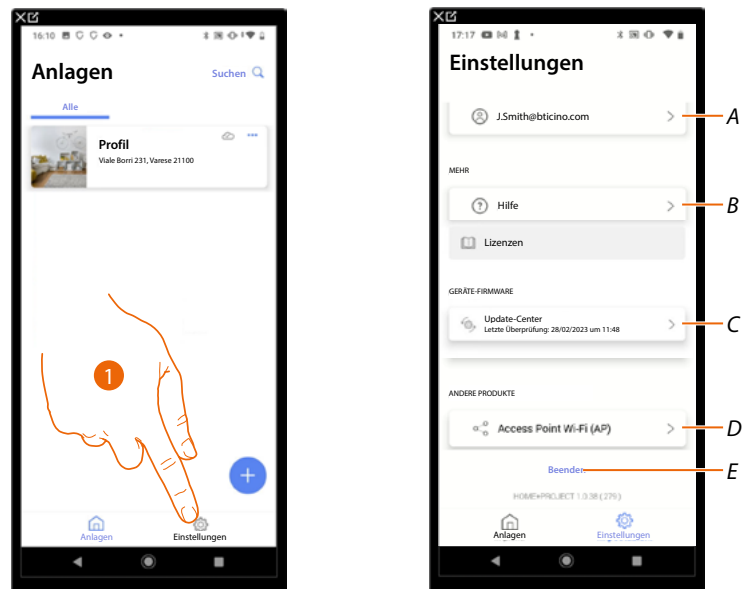 16:10
Anlagen
Suchen
Alle
Profil
Viale Borri 231, Varese 21100
1
Anlagen
Einstellungen
17:17
Einstellungen
J.Smith@bticino.com
A
MEHR
Hilfe
B
Lizenzen
GERÄTE-FIRMWARE
Update-Center
Letzte Überprüfung: 28/02/2023 um 11:48
C
ANDERE PRODUKTE
Access Point Wi-Fi (AP)
D
Beenden
E
HOME+PROJECT 1.0.38 (279)
Anlagen
Einstellungen